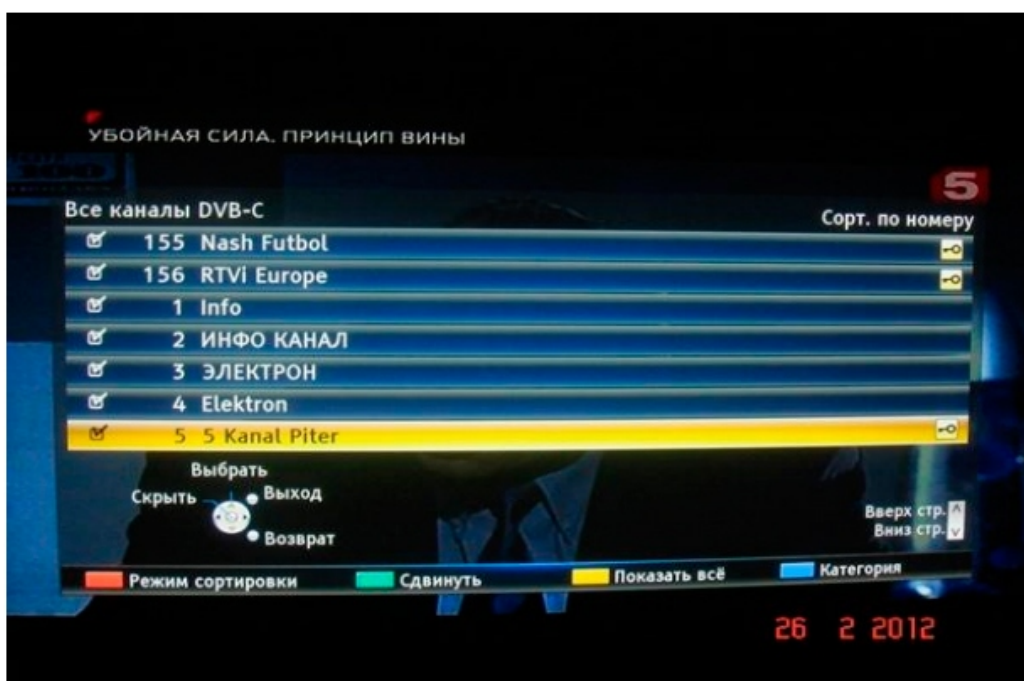 УБОЙНАЯ СИЛА. ПРИНЦИП ВИНЫ
5
Все каналы DVB-C
Сорт. по номеру
155 Nash Futbol
156 RTVi Europe
1 Info
2 ИНФО КАНАЛ
3 ЭЛЕКТРОН
4 Elektron
5 5 Kanal Piter
Выбрать
Скрыть
Выход
Возврат
Вверх стр.
Вниз стр.
Режим сортировки Сдвинуть Показать всё Категория
26 2 2012